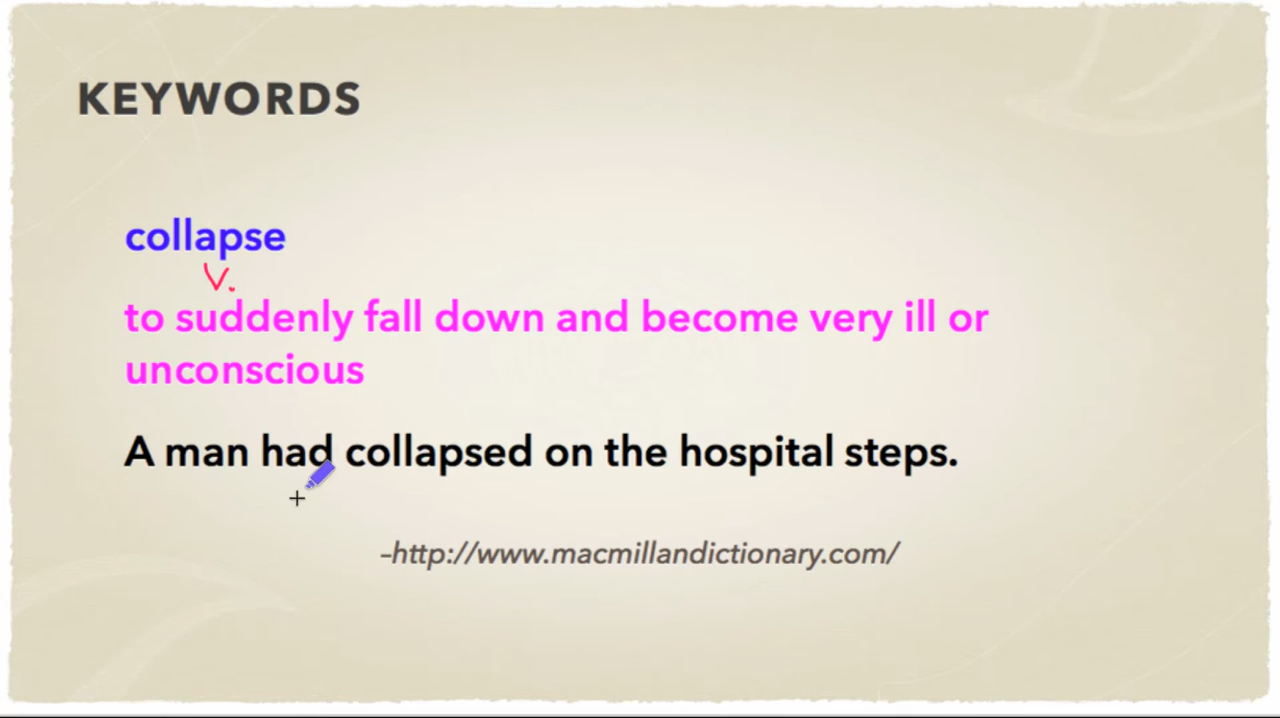 KEYWORDS
collapse
v.
to suddenly fall down and become very ill or
unconscious
A man had collapsed on the hospital steps.
–http://www.macmillandictionary.com/